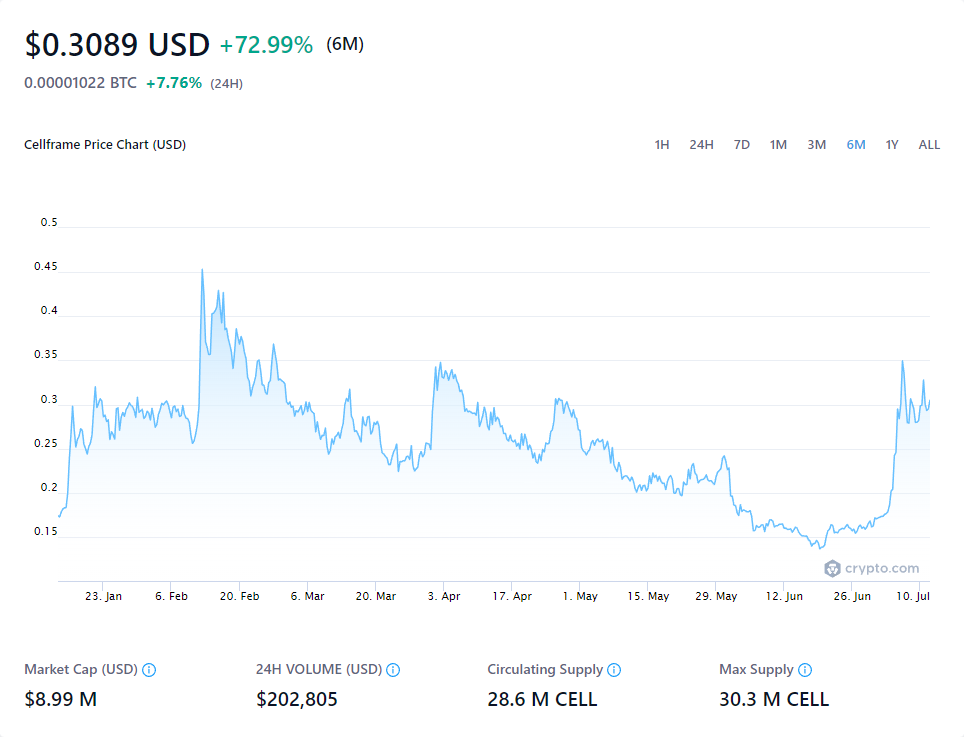 $0.3089 USD +72.99% (6M)
0.00001022 BTC +7.76% (24H)
Cellframe Price Chart (USD) 1H 24H 7D 1M 3M 6M 1Y ALL
0.5
0.45
0.4
0.35
0.3
0.25
0.2
0.15
crypto.com
23. Jan 6. Feb 20. Feb 6. Mar 20. Mar 3. Apr 17. Apr 1. May 15. May 29. May 12. Jun 26. Jun 10. Jul
Market Cap (USD) 24H VOLUME (USD) Circulating Supply Max Supply
$8.99 M $202,805 28.6 M CELL 30.3 M CELL